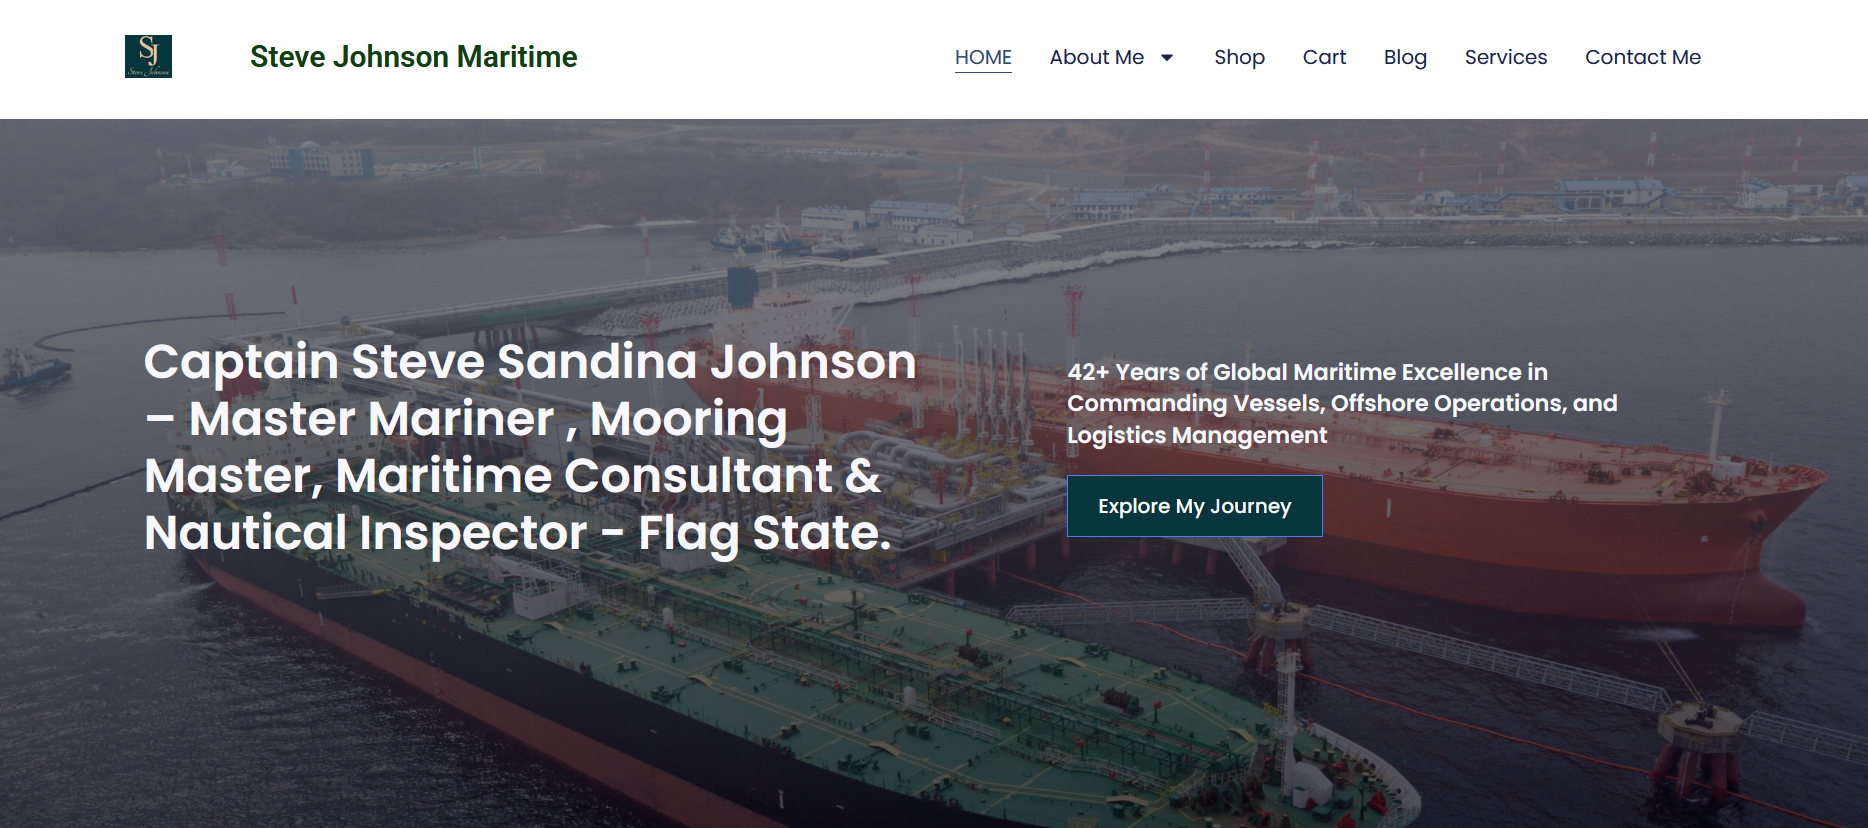 SJ
Steve Johnson
Steve Johnson Maritime
HOME
About Me
Shop
Cart
Blog
Services
Contact Me
Captain Steve Sandina Johnson
– Master Mariner , Mooring
Master, Maritime Consultant &
Nautical Inspector - Flag State.
42+ Years of Global Maritime Excellence in
Commanding Vessels, Offshore Operations, and
Logistics Management
Explore My Journey